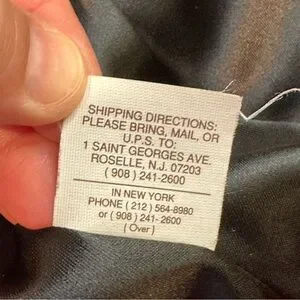 SHIPPING DIRECTIONS:
PLEASE BRING, MAIL, OR
U.P.S. TO:
1 SAINT GEORGES AVE.
ROSELLE, N.J. 07203
( 908 ) 241-2600
IN NEW YORK
PHONE ( 212 ) 564-8980
or ( 908 ) 241- 2600
( Over )